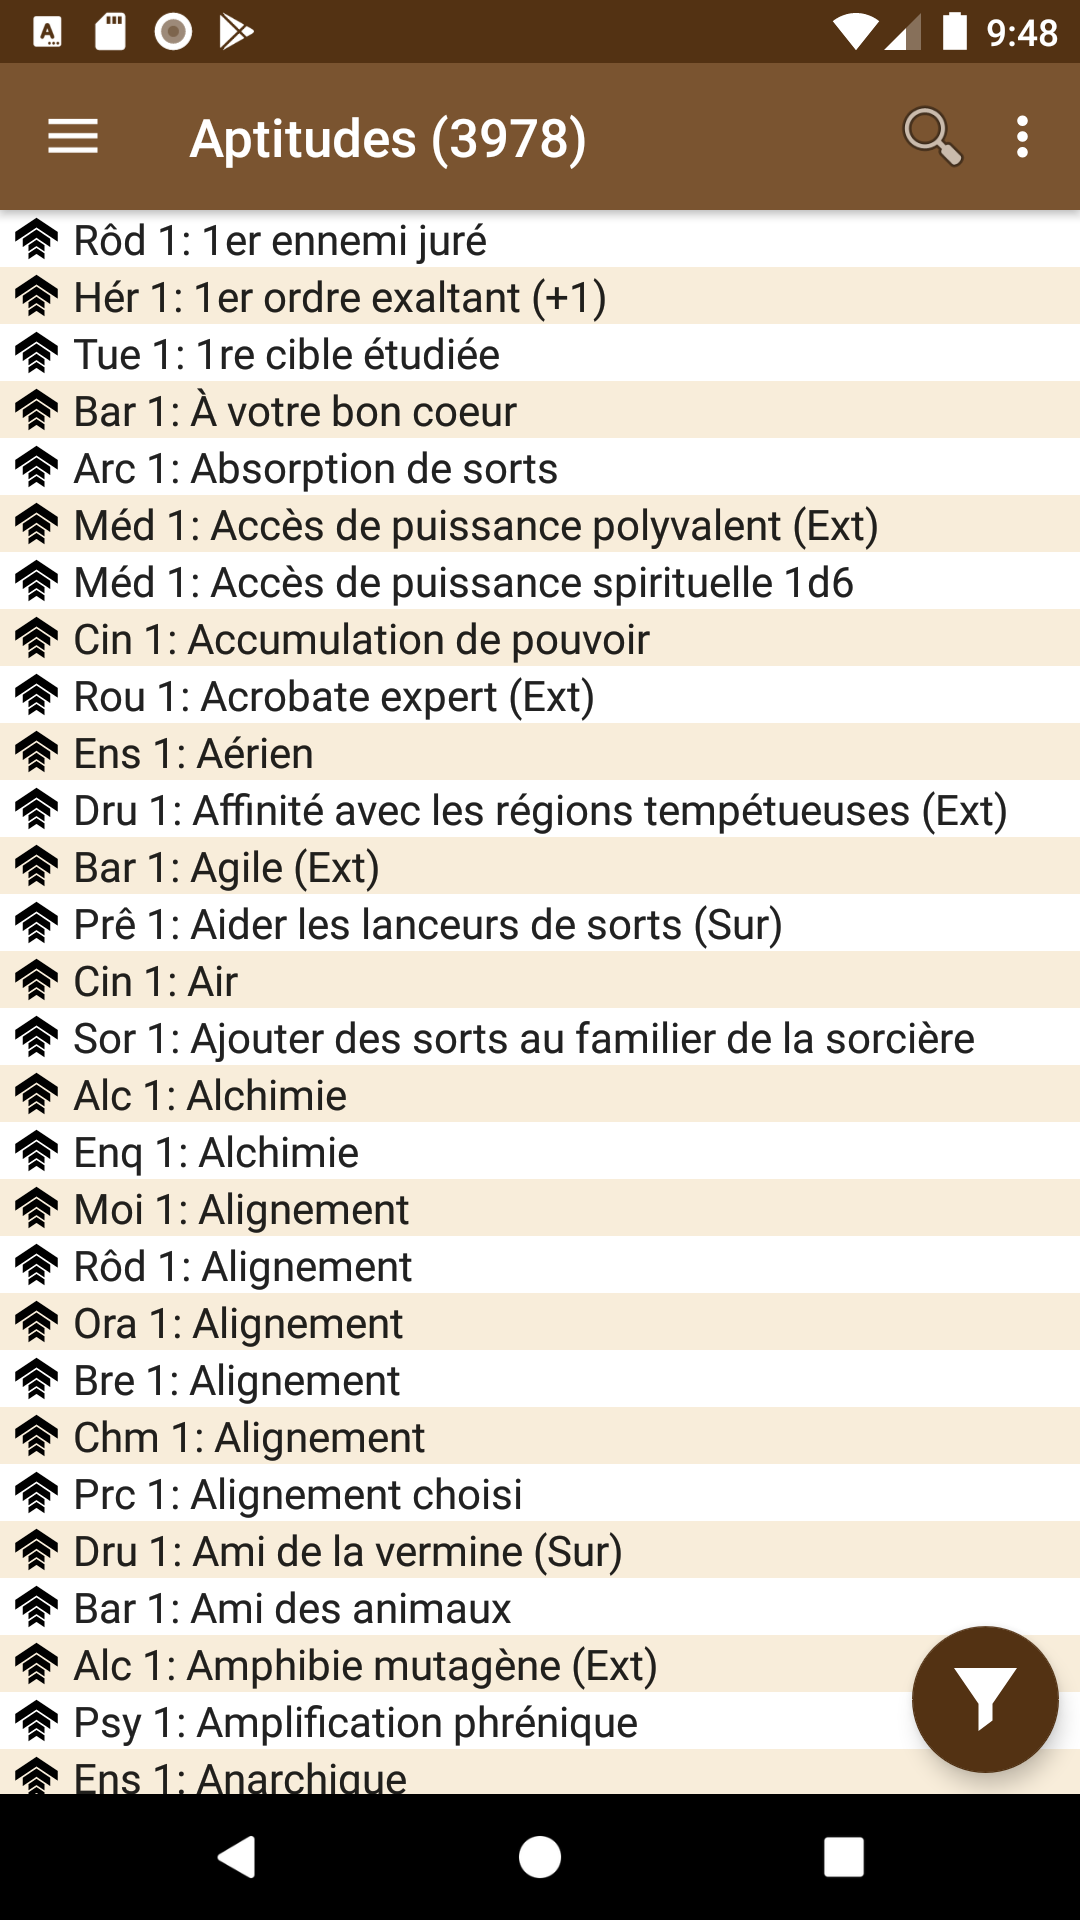 9:48
Aptitudes (3978)
Rôd 1: 1er ennemi juré
Hér 1: 1er ordre exaltant (+1)
Tue 1: 1re cible étudiée
Bar 1: À votre bon coeur
Arc 1: Absorption de sorts
Méd 1: Accès de puissance polyvalent (Ext)
Méd 1: Accès de puissance spirituelle 1d6
Cin 1: Accumulation de pouvoir
Rou 1: Acrobate expert (Ext)
Ens 1: Aérien
Dru 1: Affinité avec les régions tempétueuses (Ext)
Bar 1: Agile (Ext)
Prê 1: Aider les lanceurs de sorts (Sur)
Cin 1: Air
Sor 1: Ajouter des sorts au familier de la sorcière
Alc 1: Alchimie
Enq 1: Alchimie
Moi 1: Alignement
Rôd 1: Alignement
Ora 1: Alignement
Bre 1: Alignement
Chm 1: Alignement
Prc 1: Alignement choisi
Dru 1: Ami de la vermine (Sur)
Bar 1: Ami des animaux
Alc 1: Amphibie mutagène (Ext)
Psy 1: Amplification phrénique
Ens 1: Anarchique